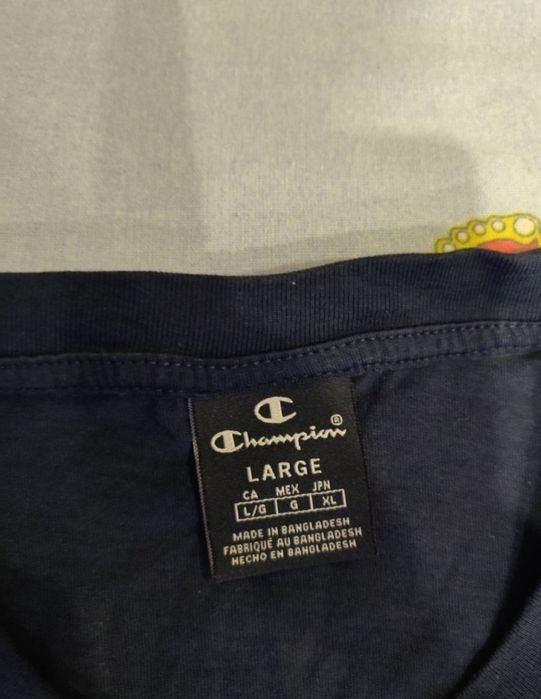 C
Champion®
LARGE
CA MEX JPN
L/G G XL
MADE IN BANGLADESH
FABRIQUÉ AU BANGLADESH
HECHO EN BANGLADESH